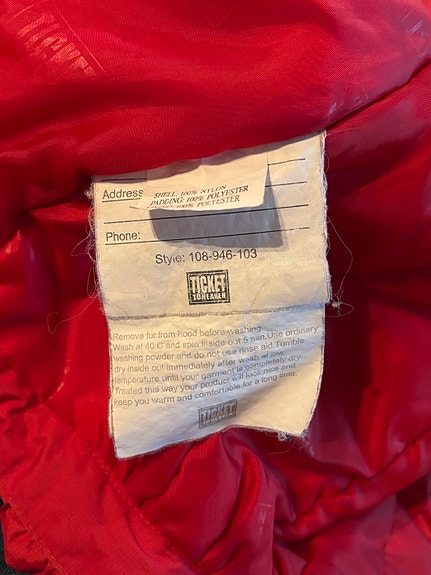 Address
SHELL: 100% NYLON
PADDING: 100% POLYESTER
100% POLYESTER
Phone:
Style: 108-946-103
TICKET
TO HEAVEN
Remove fur from hood before washing.
Wash at 40 C and spin inside out 5 min.Use ordinary
washing powder and do not use rinse aid Tumble
dry inside out immediately after wash at low
temperature until your garment is completely dry.
Treated this way your product will look nice and
keep you warm and comfortable for a long time.
TICKET